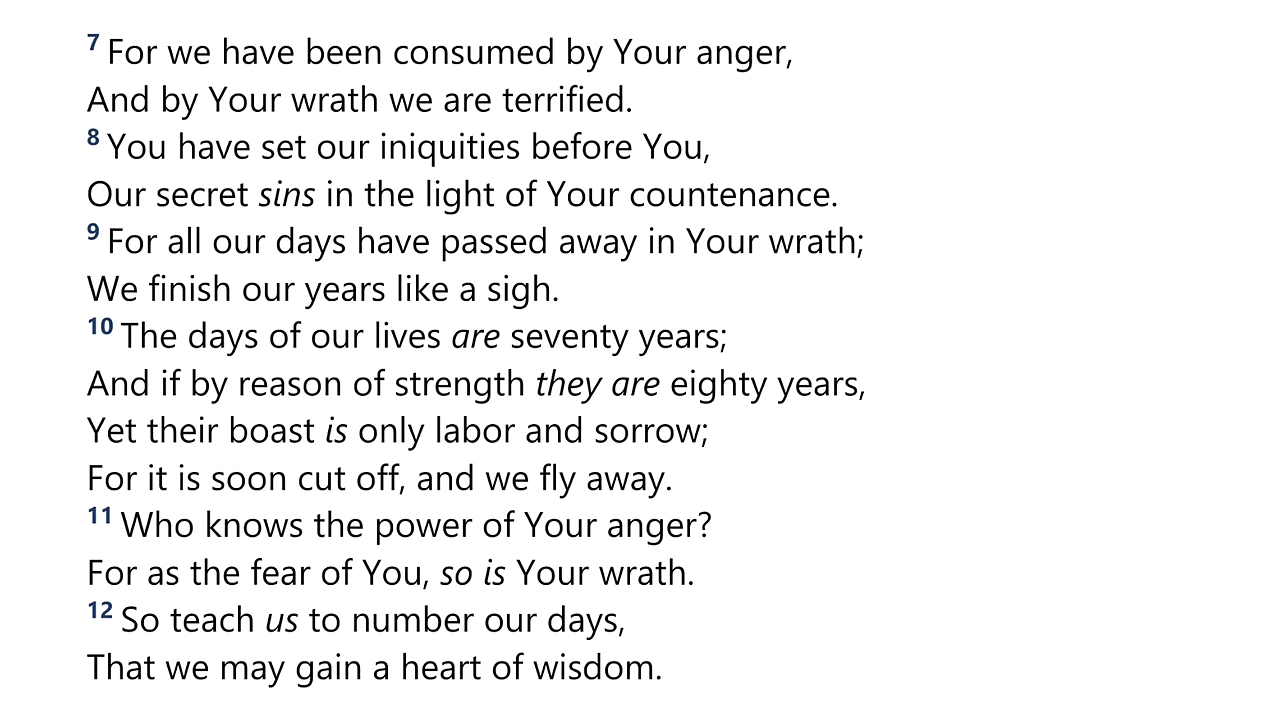 7 For we have been consumed by Your anger,
And by Your wrath we are terrified.
8 You have set our iniquities before You,
Our secret sins in the light of Your countenance.
9 For all our days have passed away in Your wrath;
We finish our years like a sigh.
10 The days of our lives are seventy years;
And if by reason of strength they are eighty years,
Yet their boast is only labor and sorrow;
For it is soon cut off, and we fly away.
11 Who knows the power of Your anger?
For as the fear of You, so is Your wrath.
12 So teach us to number our days,
That we may gain a heart of wisdom.